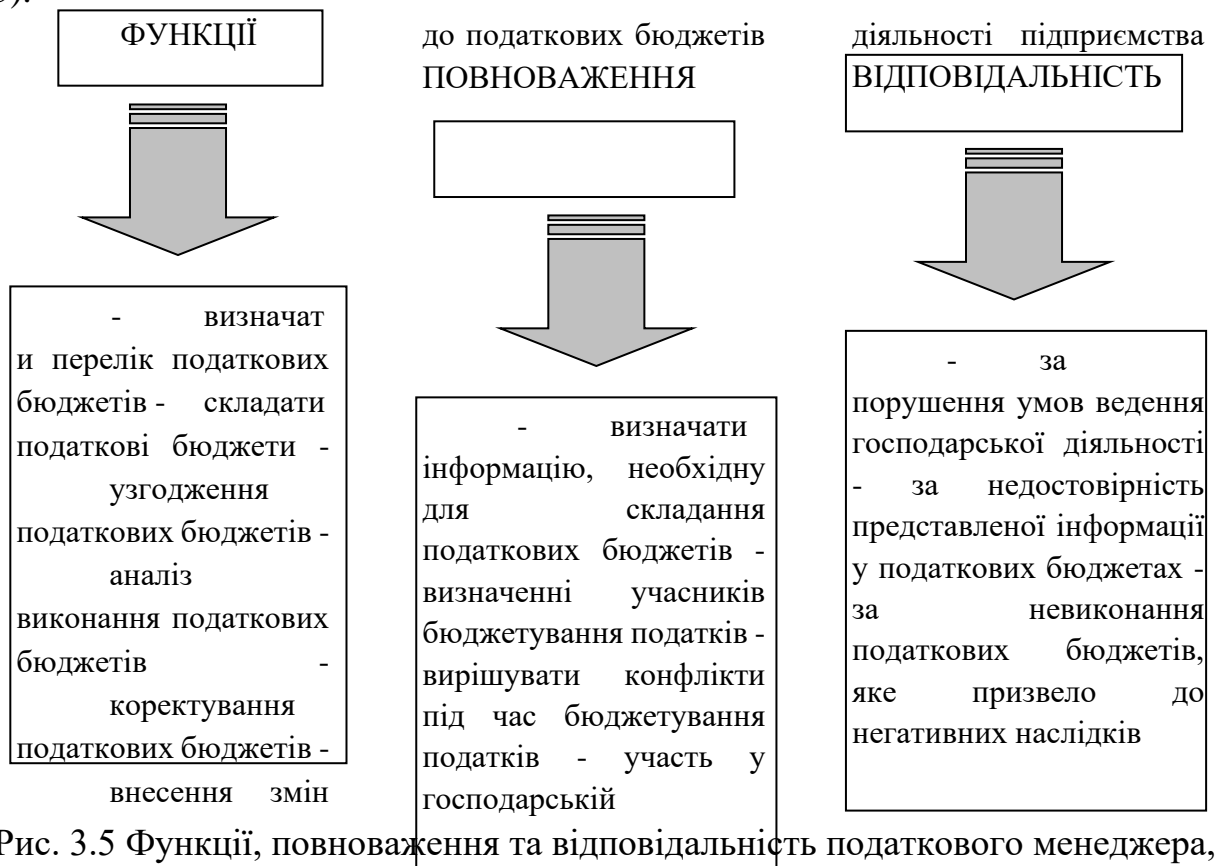 ФУНКЦІЇ
- визначат
и перелік податкових
бюджетів - складати
податкові бюджети -
узгодження
податкових бюджетів -
аналіз
виконання податкових
бюджетів -
коректування
податкових бюджетів -
внесення змін
до податкових бюджетів
ПОВНОВАЖЕННЯ
- визначати
інформацію, необхідну
для складання
податкових бюджетів -
визначенні учасників
бюджетування податків -
вирішувати конфлікти
під час бюджетування
податків - участь у
господарській
діяльності підприємства
ВІДПОВІДАЛЬНІСТЬ
- за
порушення умов ведення
господарської діяльності
- за недостовірність
представленої інформації
у податкових бюджетах -
за невиконання
податкових бюджетів,
яке призвело до
негативних наслідків
Рис. 3.5 Функції, повноваження та відповідальність податкового менеджера,